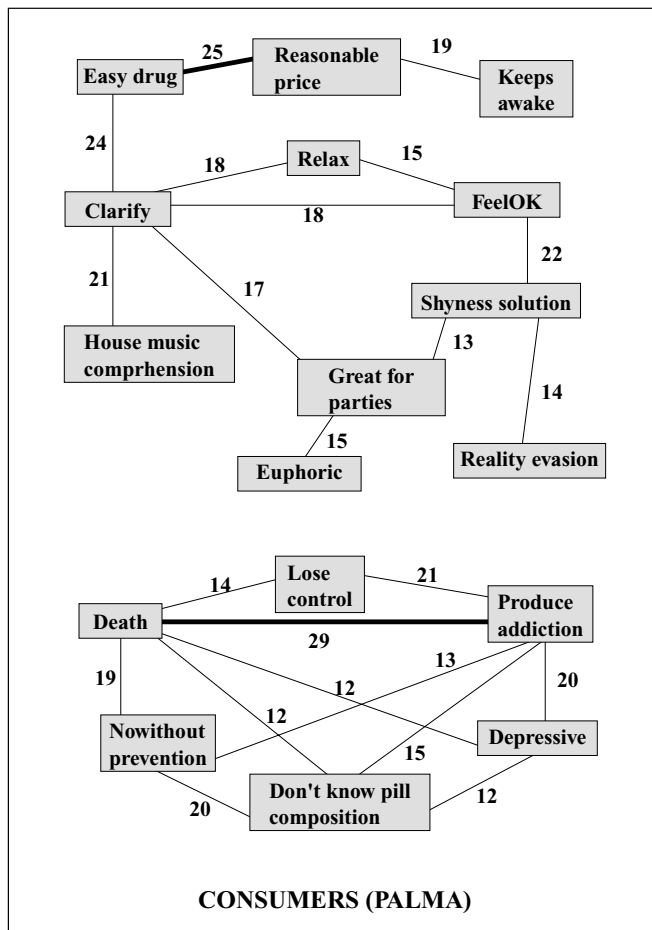 25
Reasonable
price
19
Easy drug
Keeps
awake
24
18
Relax
15
Clarify
18
FeelOK
21
17
22
Shyness solution
House music
comprhension
13
Great for
parties
14
15
Euphoric
Reality evasion
14
Lose
control
21
Produce
addiction
Death
29
19
13
20
12
12
Nowithout
prevention
Depressive
15
Don't know pill
composition
20
12
CONSUMERS (PALMA)